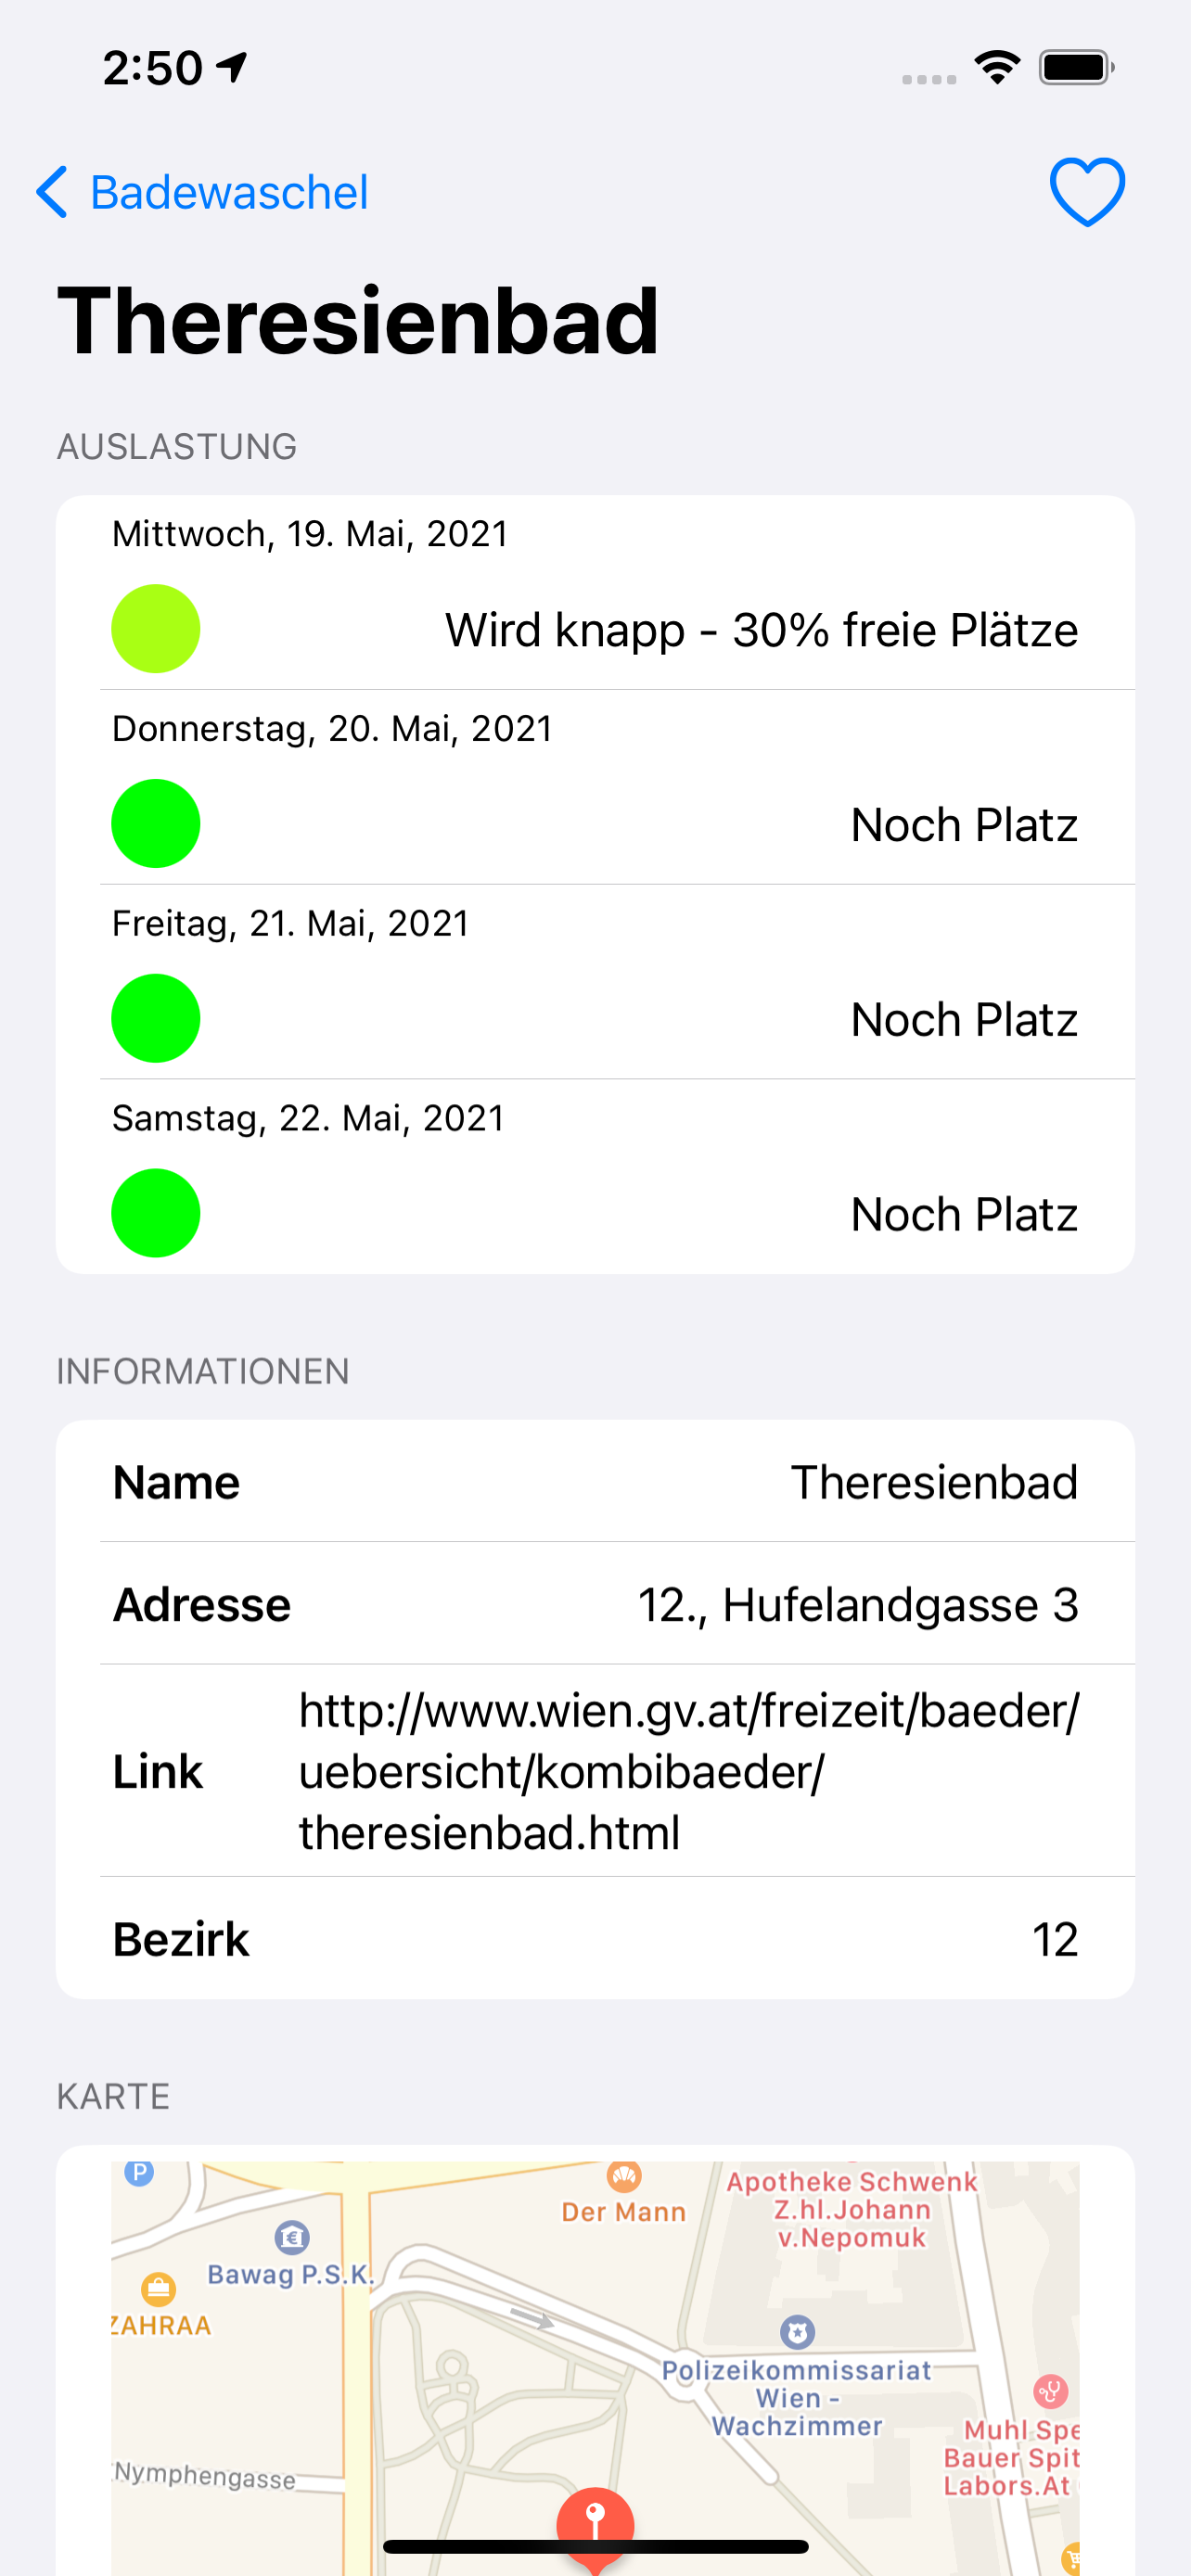 2:50
Badewaschel
Theresienbad
AUSLASTUNG
Mittwoch, 19. Mai, 2021
Wird knapp - 30% freie Plätze
Donnerstag, 20. Mai, 2021
Noch Platz
Freitag, 21. Mai, 2021
Noch Platz
Samstag, 22. Mai, 2021
Noch Platz
INFORMATIONEN
Name Theresienbad
Adresse 12., Hufelandgasse 3
Link http://www.wien.gv.at/freizeit/baeder/
uebersicht/kombibaeder/
theresienbad.html
Bezirk 12
KARTE
P
Der Mann
Apotheke Schwenk
Z.hl.Johann
v.Nepomuk
Bawag P.S.K.
ZAHRAA
Polizeikommissariat
Wien -
Wachzimmer
Muhl Spe
Bauer Spit
Labors.At
Nymphengasse